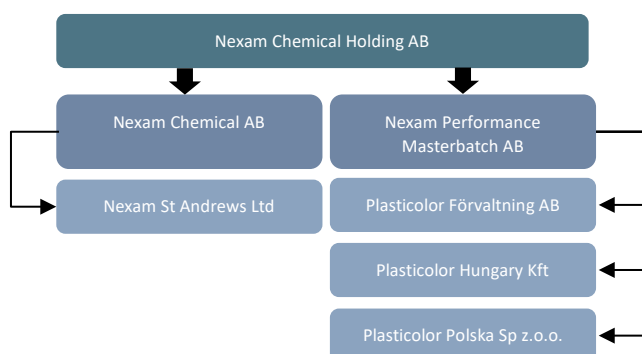 Nexam Chemical Holding AB
Nexam Chemical AB
Nexam Performance
Masterbatch AB
Nexam St Andrews Ltd
Plasticolor Förvaltning AB
Plasticolor Hungary Kft
Plasticolor Polska Sp z.o.o.